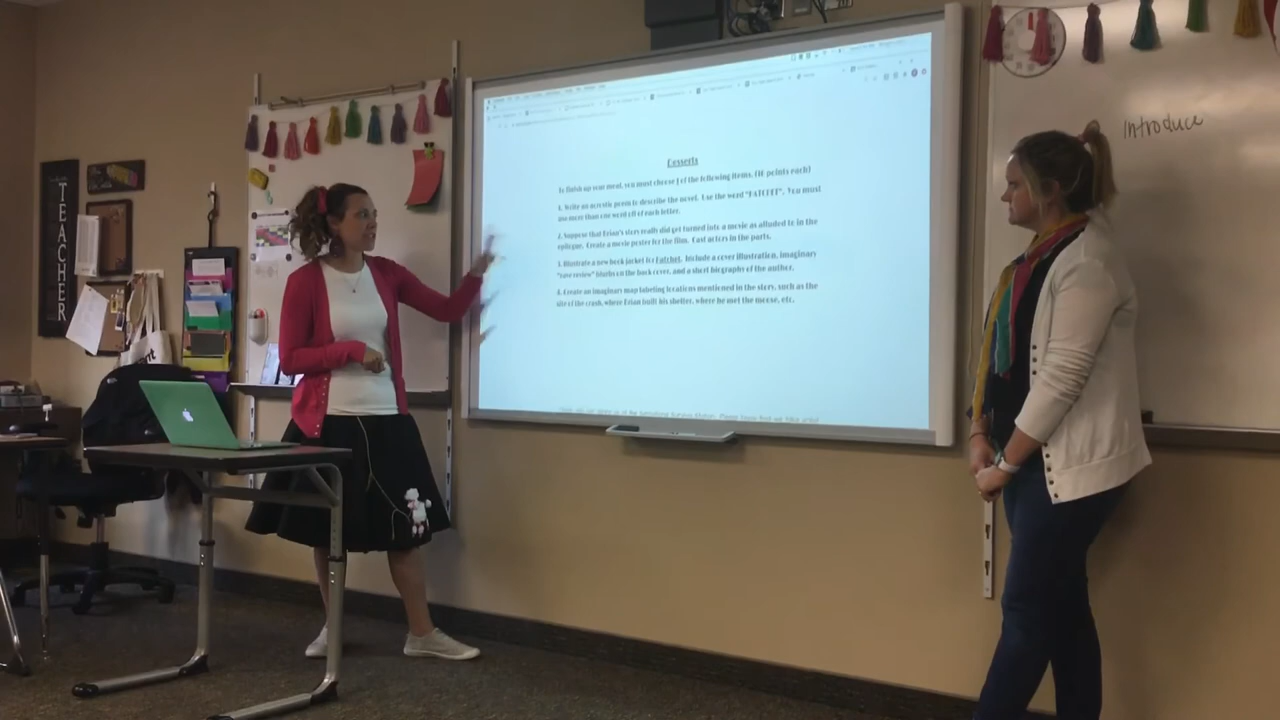 TEACHER
Introduce
Desserts
To finish up your meal, you must choose 1 of the following items. (10 points each)
1. Write an acrostic poem to describe the novel. Use the word "HATCHET". You must
use more than one word off of each letter.
2. Suppose that Brian's story really did get turned into a movie as alluded to in the
epilogue. Create a movie poster for the film. Cast actors in the parts.
3. Illustrate a new book jacket for Hatchet. Include a cover illustration, imaginary
"rave review" blurbs on the back cover, and a short biography of the author.
4. Create an imaginary map labeling locations mentioned in the story, such as the
site of the crash, where Brian built his shelter, where he met the moose, etc.